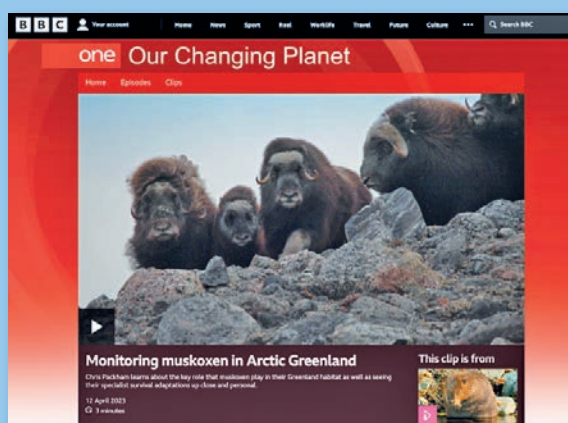 BBC Your account Home News Sport Reel Worklife Travel Future Culture ••• Search BBC
one Our Changing Planet
Home Episodes Clips
Monitoring muskoxen in Arctic Greenland
This clip is from
Chris Packham learns about the key role that muskoxen play in their Greenland habitat as well as seeing
their specialist survival adaptations up close and personal.
12 April 2023
3 minutes